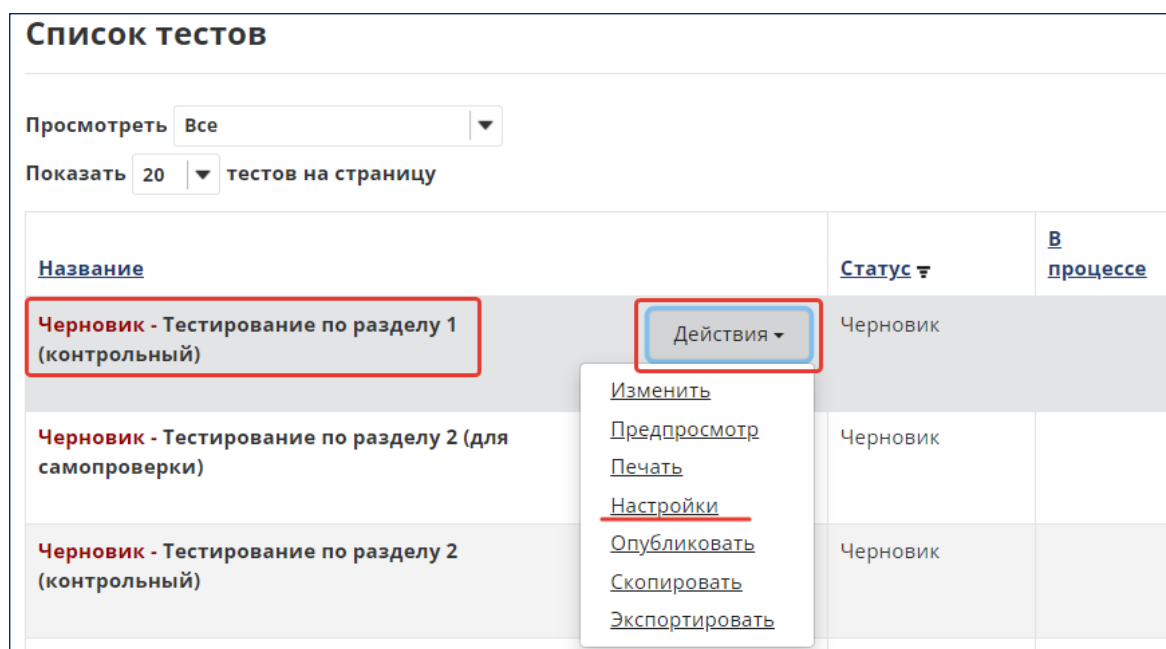 Список тестов
Просмотреть Все
Показать 20 тестов на страницу
Название
Статус
В
процессе
Черновик - Тестирование по разделу 1
(контрольный)
Действия
Черновик
Изменить
Предпросмотр
Печать
Настройки
Опубликовать
Скопировать
Экспортировать
Черновик - Тестирование по разделу 2 (для
самопроверки)
Черновик
Черновик - Тестирование по разделу 2
(контрольный)
Черновик